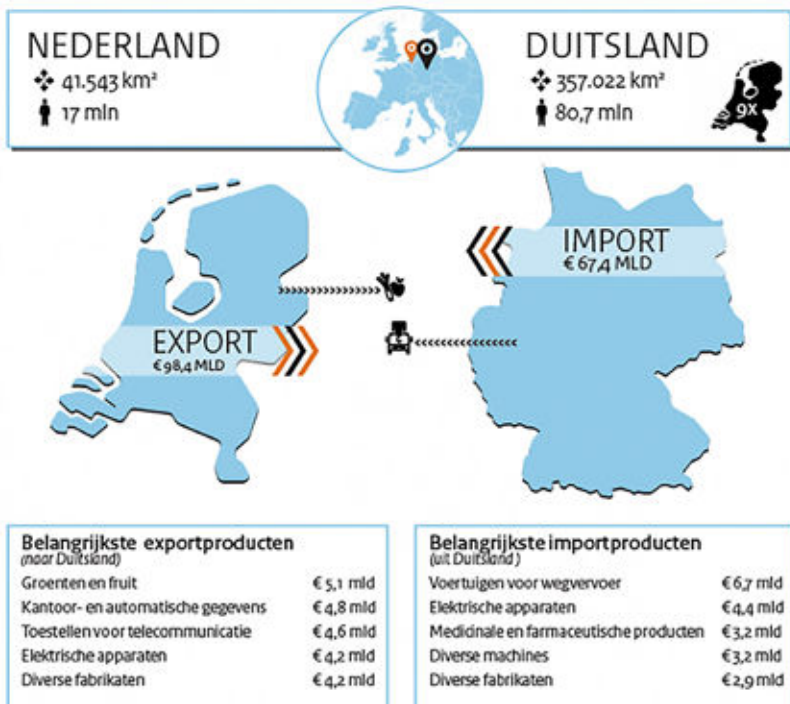 NEDERLAND
41.543 km²
17 mln
DUITSLAND
357.022 km²
80,7 mln
9x
IMPORT
€ 67,4 MLD
EXPORT
€ 98,4 MLD
Belangrijkste exportproducten
(naar Duitsland)
Groenten en fruit € 5,1 mld
Kantoor- en automatische gegevens € 4,8 mld
Toestellen voor telecommunicatie € 4,6 mld
Elektrische apparaten € 4,2 mld
Diverse fabrikaten € 4,2 mld
Belangrijkste importproducten
(uit Duitsland)
Voertuigen voor wegvervoer € 6,7 mld
Elektrische apparaten € 4,4 mld
Medicinale en farmaceutische producten € 3,2 mld
Diverse machines € 3,2 mld
Diverse fabrikaten € 2,9 mld